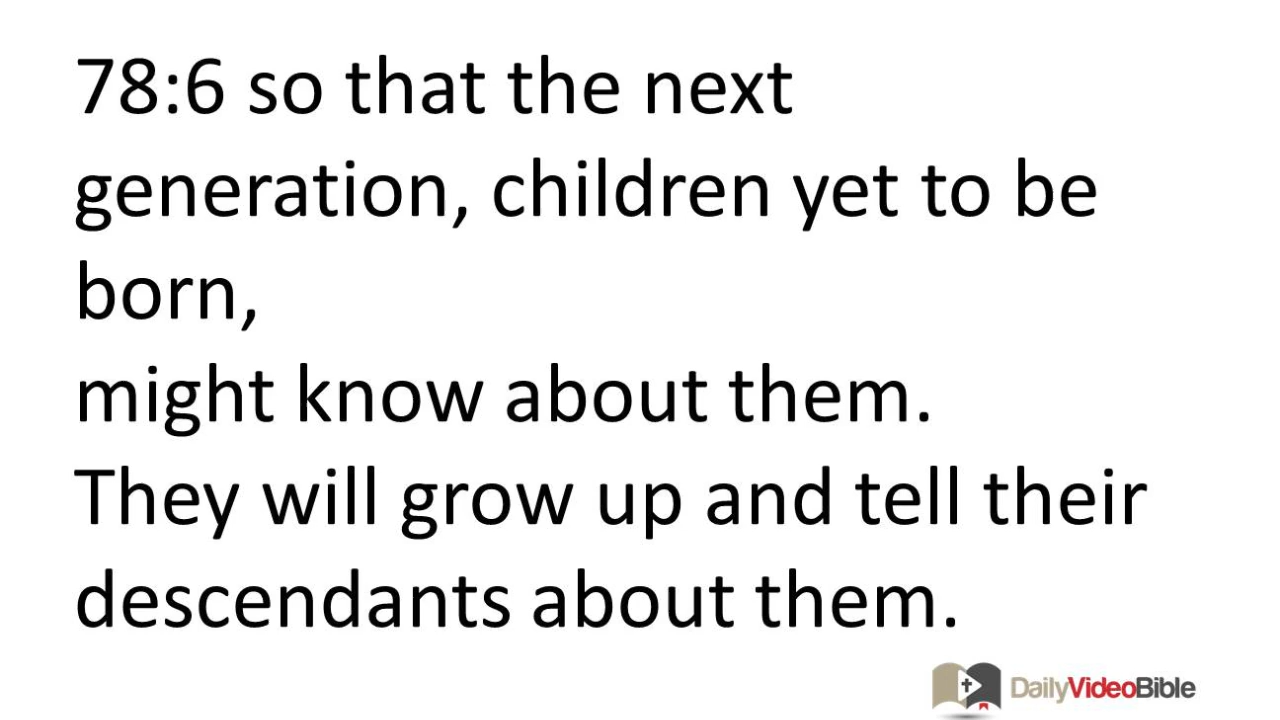 78:6 so that the next
generation, children yet to be
born,
might know about them.
They will grow up and tell their
descendants about them.
DailyVideoBible